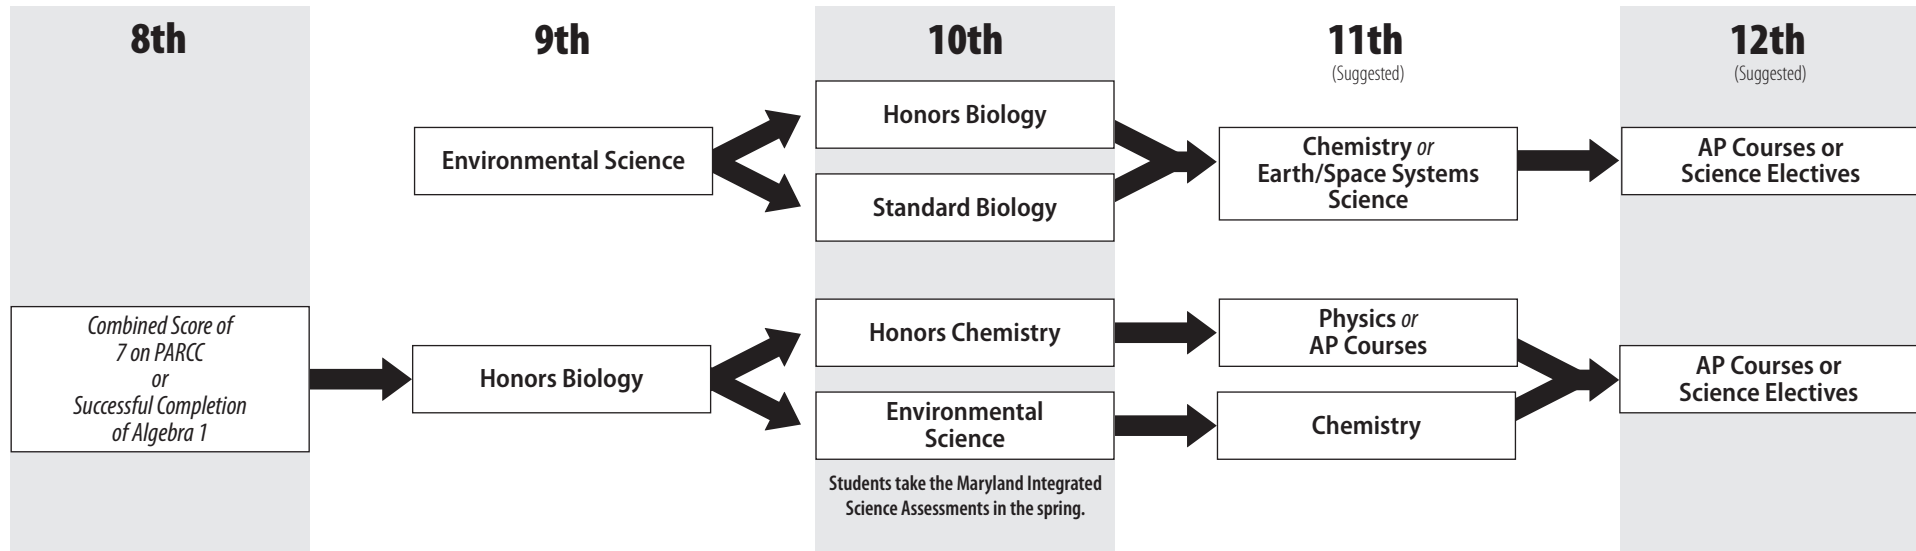 8th
9th
10th
11th
(Suggested)
12th
(Suggested)
Environmental Science
Honors Biology
Standard Biology
Chemistry or
Earth/Space Systems
Science
AP Courses or
Science Electives
Combined Score of
7 on PARCC
or
Successful Completion
of Algebra 1
Honors Biology
Honors Chemistry
Environmental
Science
Physics or
AP Courses
Chemistry
AP Courses or
Science Electives
Students take the Maryland Integrated
Science Assessments in the spring.